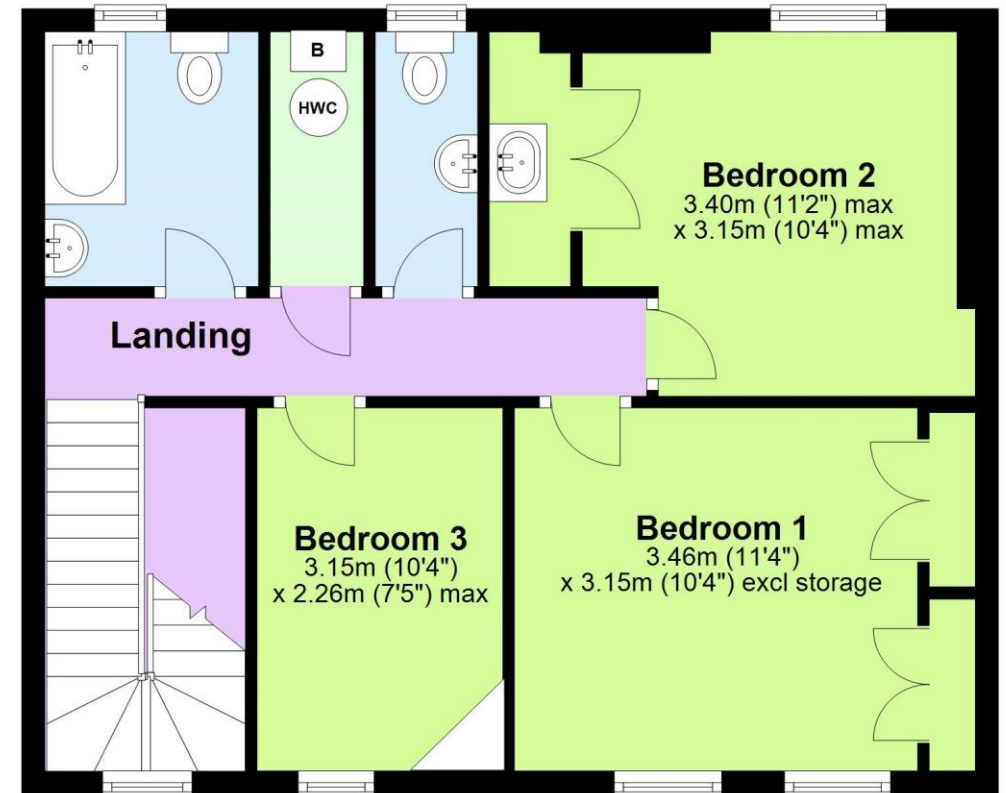 B
HWC
Bedroom 2
3.40m (11'2") max
x 3.15m (10'4") max
Landing
Bedroom 3
3.15m (10'4")
x 2.26m (7'5") max
Bedroom 1
3.46m (11'4")
x 3.15m (10'4") excl storage